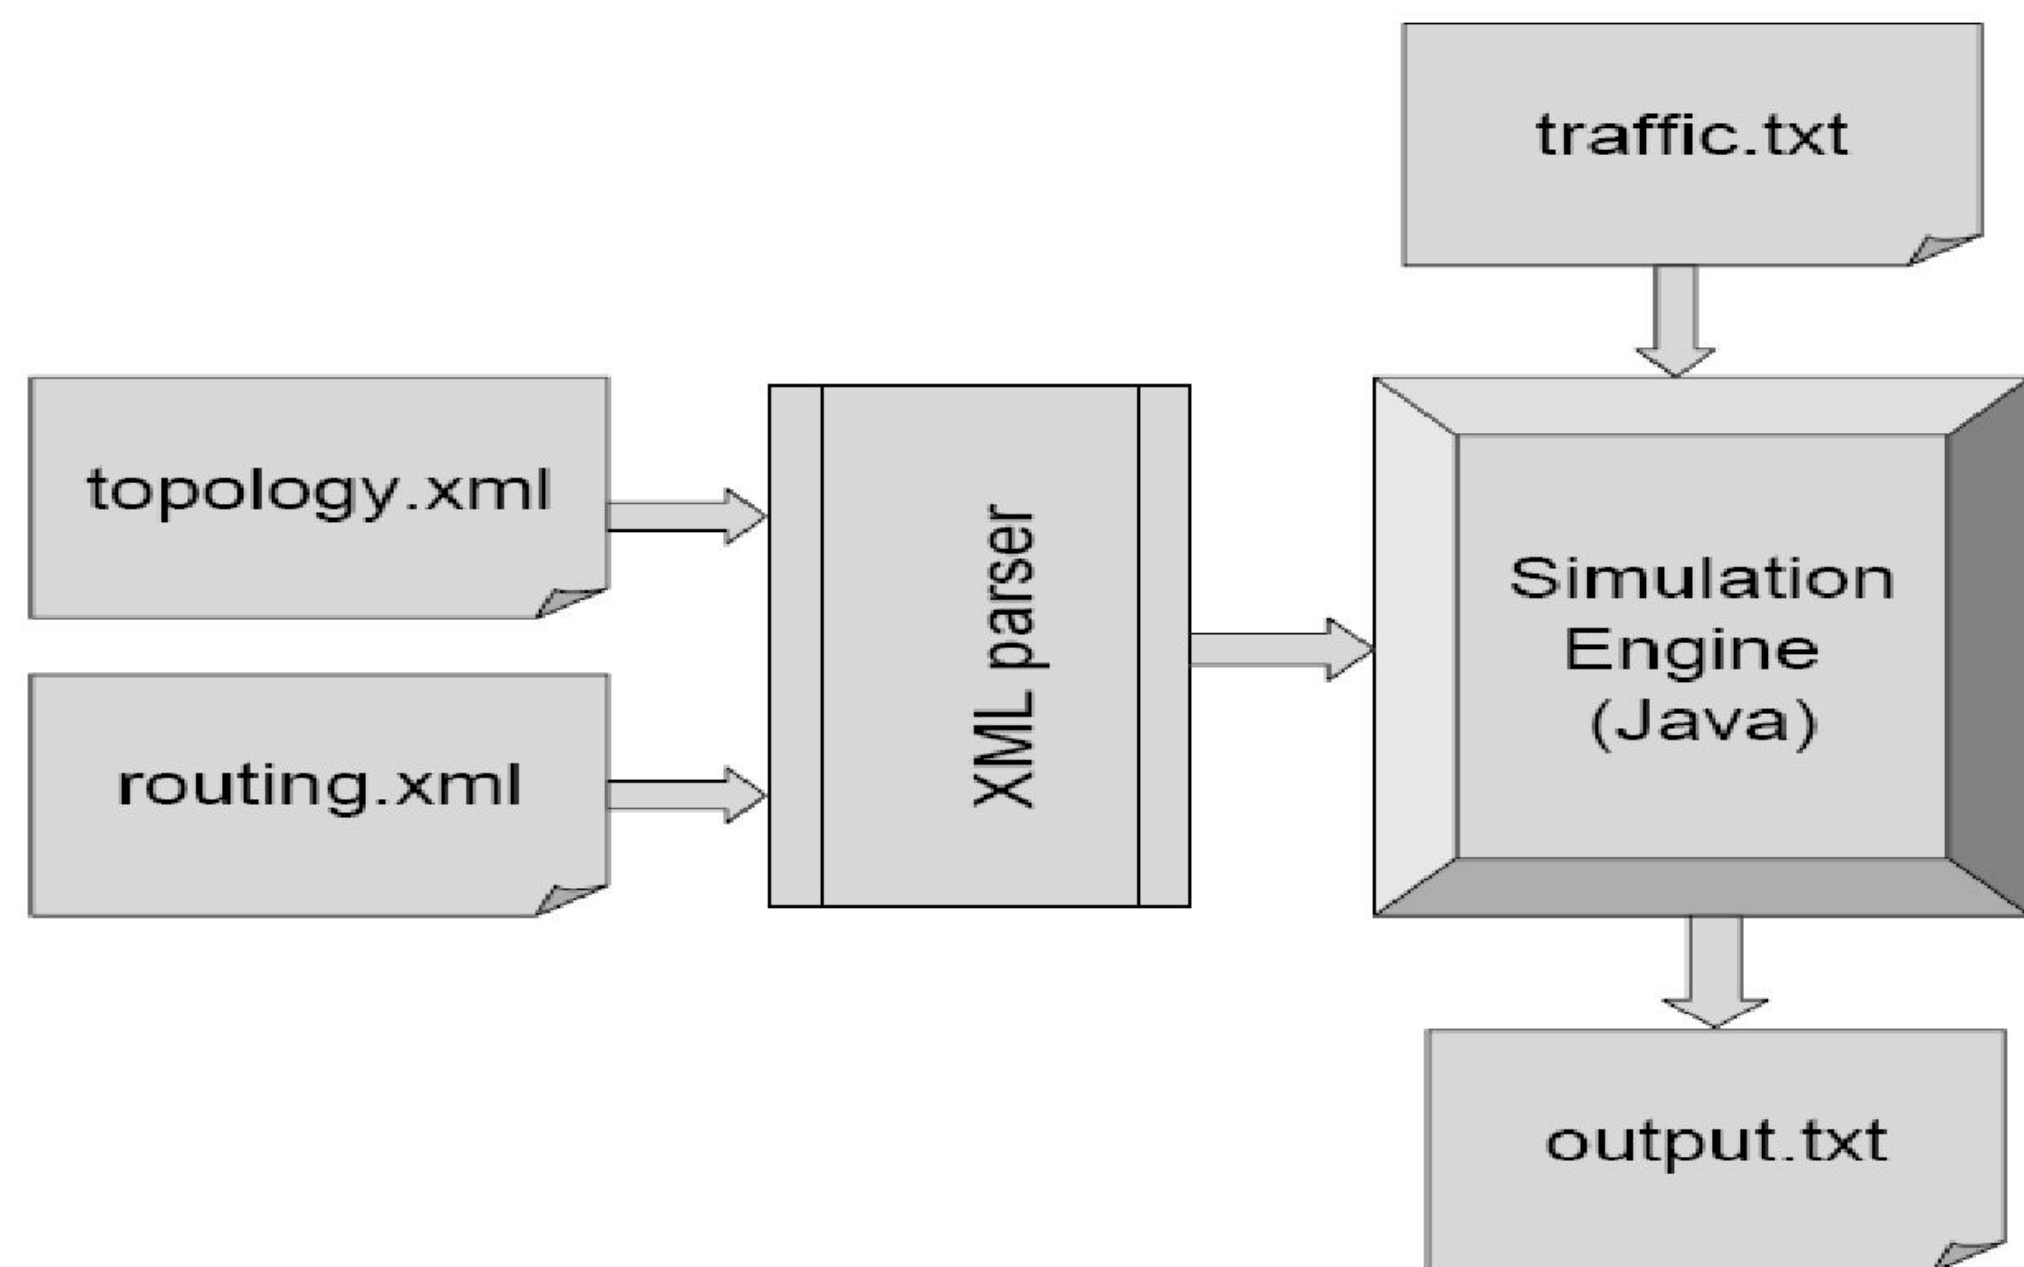 traffic.txt
topology.xml
routing.xml
XML parser
Simulation
Engine
(Java)
output.txt